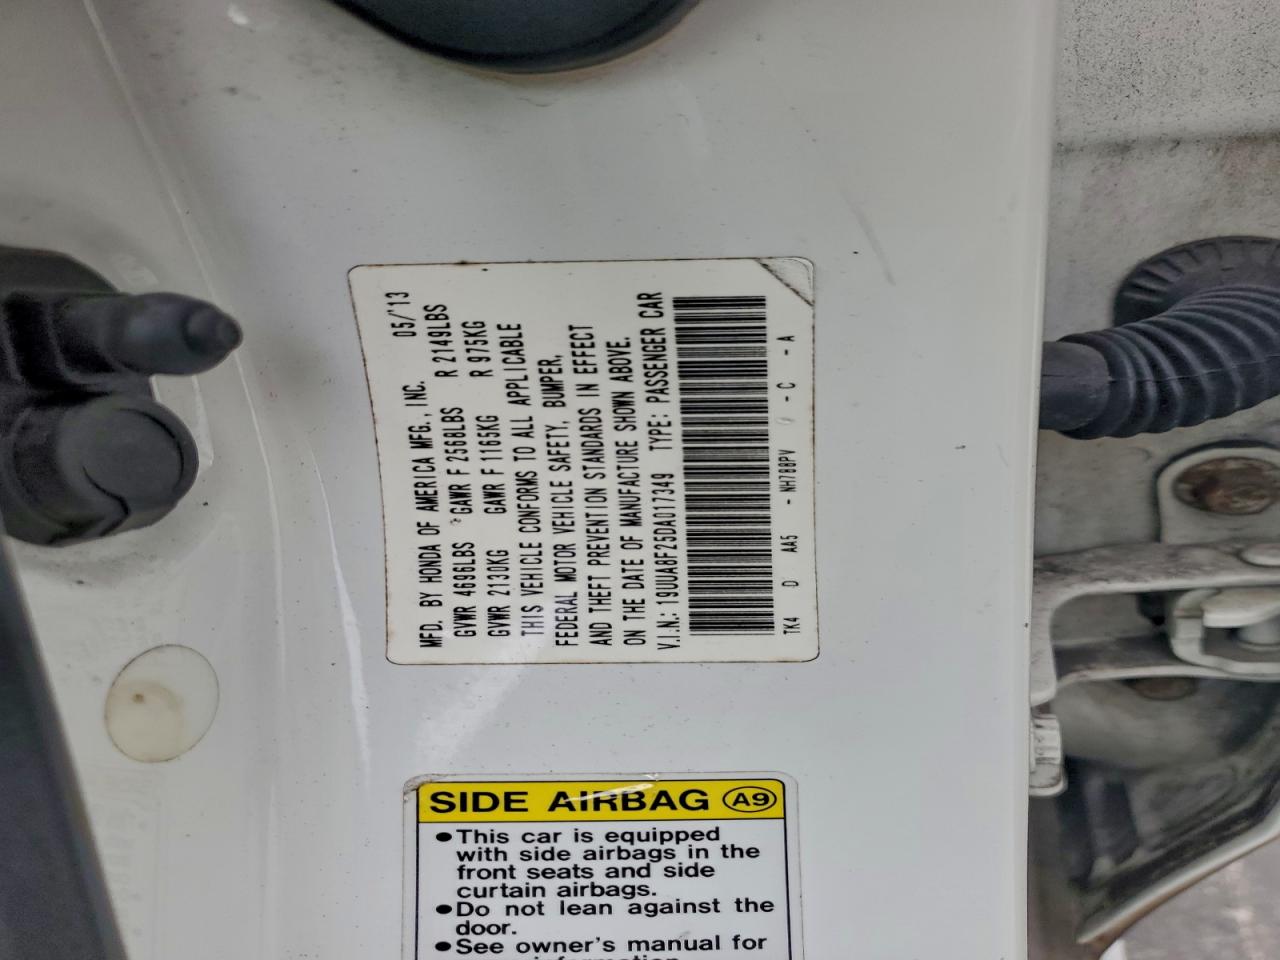 MFD. BY HONDA OF AMERICA MFG., INC. 05/'13
GVWR 4696LBS GAWR F 2568LBS R 2149LBS
GVWR 2130KG GAWR F 1165KG R 975KG
THIS VEHICLE CONFORMS TO ALL APPLICABLE
FEDERAL MOTOR VEHICLE SAFETY, BUMPER,
AND THEFT PREVENTION STANDARDS IN EFFECT
ON THE DATE OF MANUFACTURE SHOWN ABOVE.
V.I.N.: 19UUA8F25DA017349 TYPE: PASSENGER CAR
TK4 D AA5 - NH788PV - C - A
SIDE AIRBAG A9
●This car is equipped
with side airbags in the
front seats and side
curtain airbags.
●Do not lean against the
door.
●See owner's manual for